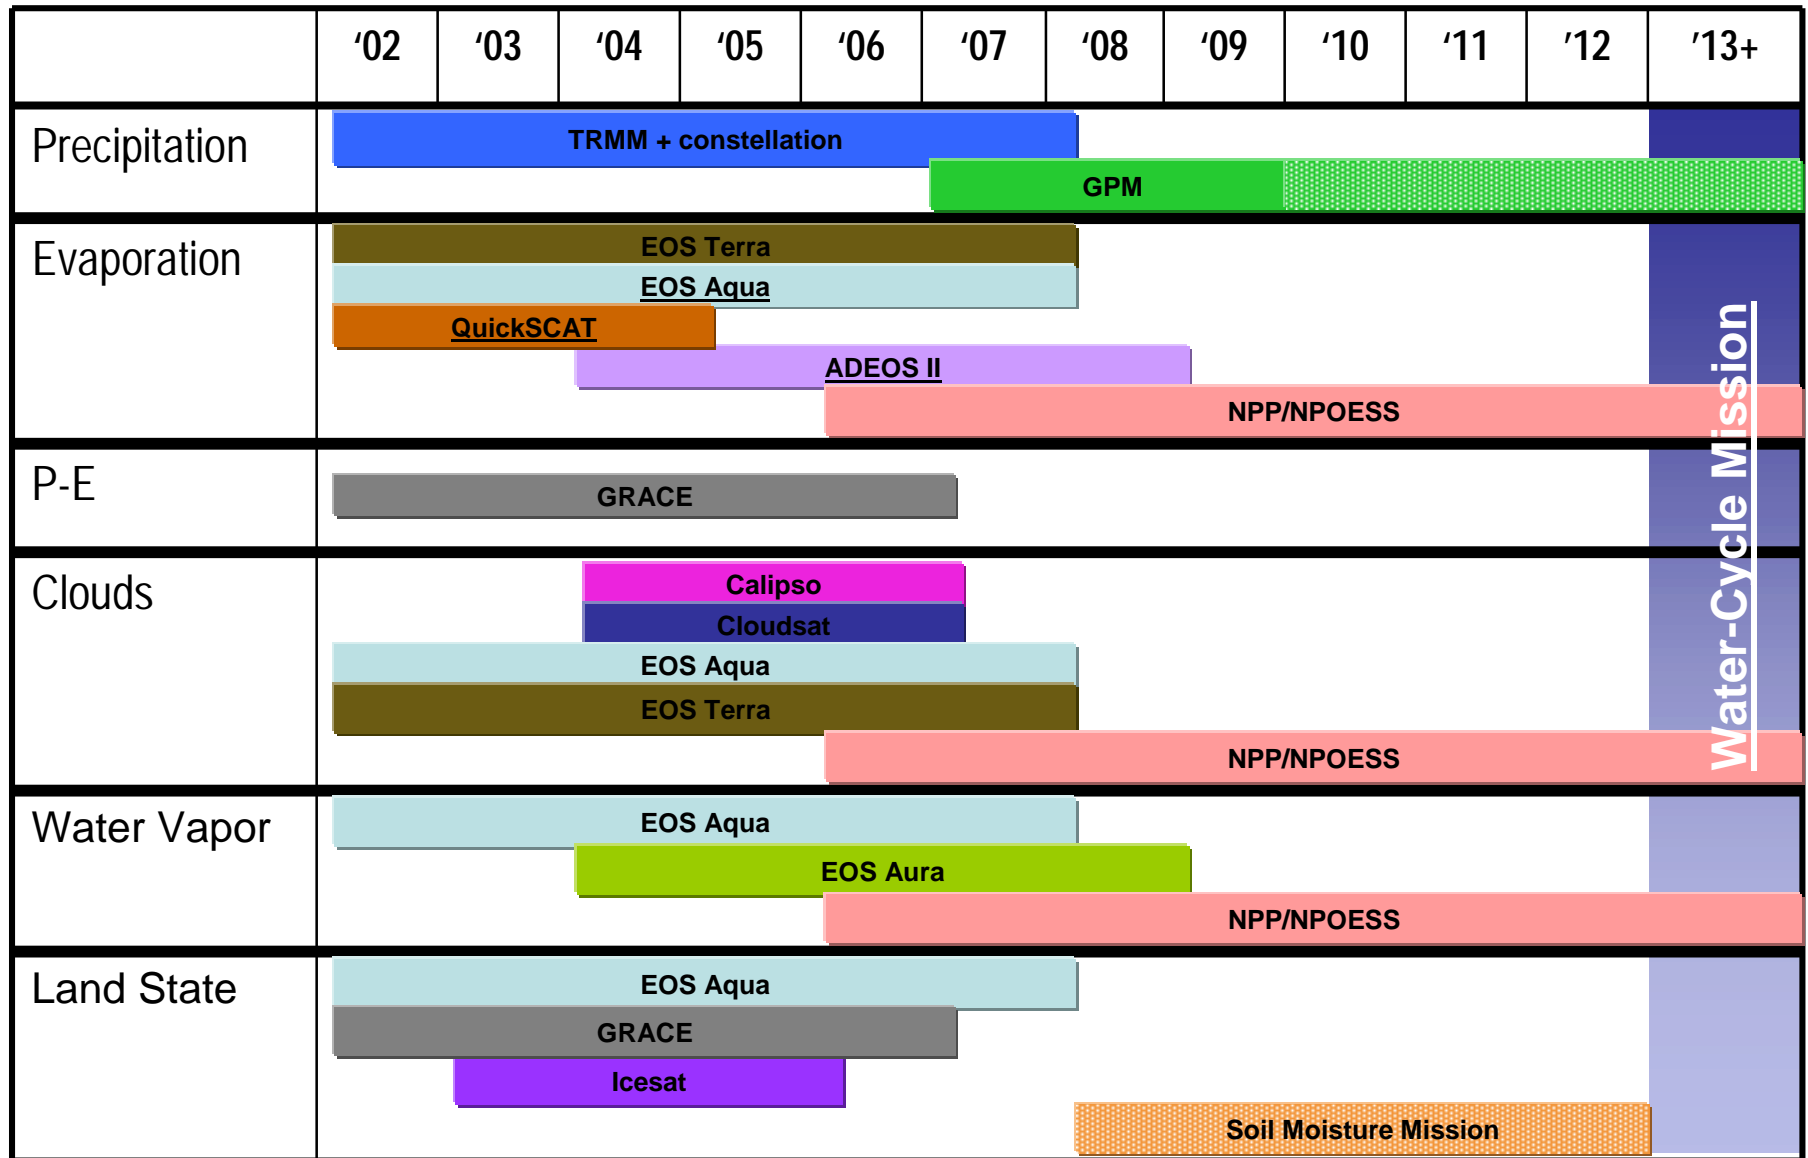 ‘02 ‘03 ‘04 ‘05 ‘06 ‘07 ‘08 ‘09 ‘10 ‘11 ’12 ’13+
Precipitation
TRMM + constellation
GPM
Evaporation
EOS Terra
EOS Aqua
QuickSCAT
ADEOS II
NPP/NPOESS
P-E
GRACE
Clouds
Calipso
Cloudsat
EOS Aqua
EOS Terra
NPP/NPOESS
Water Vapor
EOS Aqua
EOS Aura
NPP/NPOESS
Land State
EOS Aqua
GRACE
Icesat
Soil Moisture Mission
Water-Cycle Mission